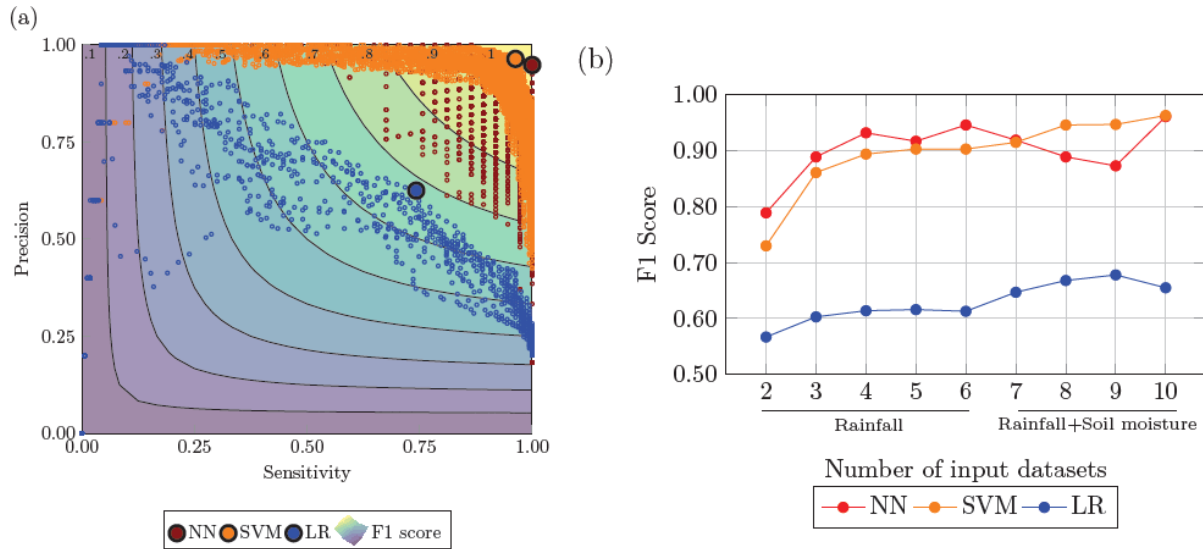 (a)
1.00
.1 .2 .3 .4 .5 .6 .7 .8 .9 1
0.75
0.50
0.25
0.00
Precision
0.00 0.25 0.50 0.75 1.00
Sensitivity
NN SVM LR F1 score
(b)
1.00
0.90
0.80
0.70
0.60
0.50
F1 Score
2 3 4 5 6 7 8 9 10
Rainfall Rainfall+Soil moisture
Number of input datasets
NN SVM LR